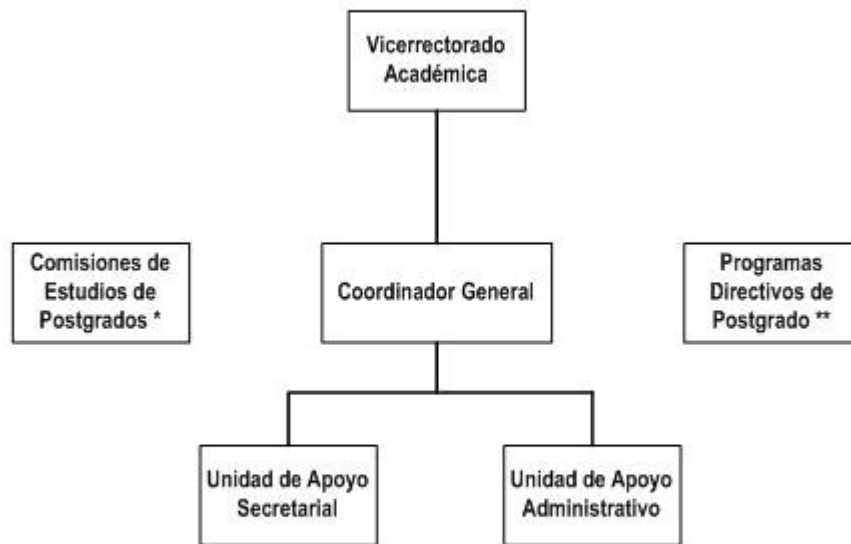 Vicerrectorado
Académica
Comisiones de
Estudios de
Postgrados *
Coordinador General
Programas
Directivos de
Postgrado **
Unidad de Apoyo
Secretarial
Unidad de Apoyo
Administrativo